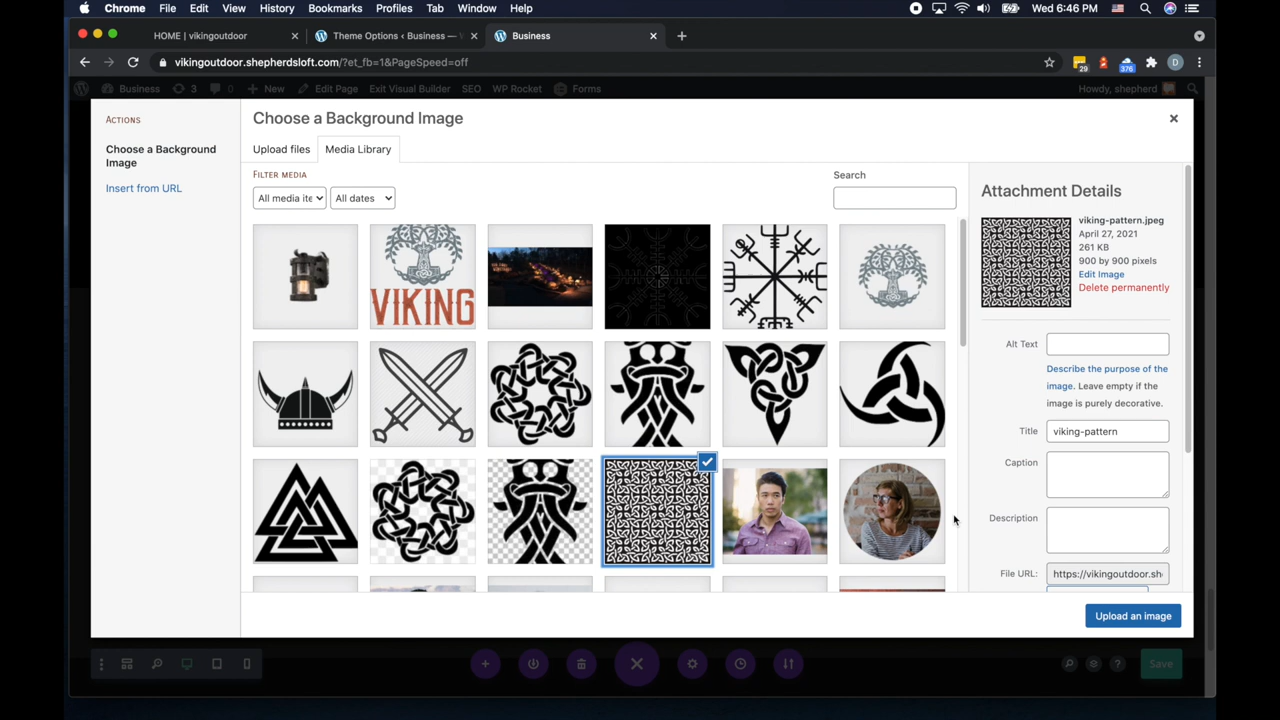 Chrome File Edit View History Bookmarks Profiles Tab Window Help Wed 6:46 PM
HOME | vikingoutdoor Theme Options ‹ Business — Business
vikingoutdoor.shepherdsloft.com/?et_fb=1&PageSpeed=off 29 376 D
Business 3 0 New Edit Page Exit Visual Builder SEO WP Rocket Forms Howdy, shepherd
ACTIONS
Choose a Background
Image
Insert from URL
Choose a Background Image
Upload files Media Library
FILTER MEDIA
All media ite All dates
Search
VIKING
Attachment Details
viking-pattern.jpeg
April 27, 2021
261 KB
900 by 900 pixels
Edit Image
Delete permanently
Alt Text
Describe the purpose of the
image. Leave empty if the
image is purely decorative.
Title viking-pattern
Caption
Description
File URL: https://vikingoutdoor.sh
Upload an image
Save